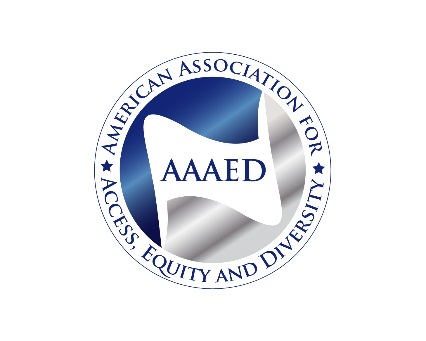 AMERICAN ASSOCIATION FOR
AAAED
ACCESS, EQUITY AND DIVERSITY